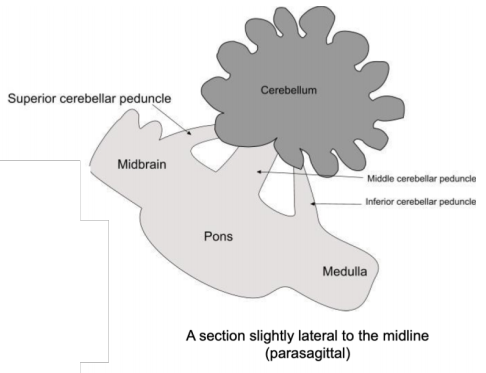 Cerebellum
Superior cerebellar peduncle
Midbrain
Middle cerebellar peduncle
Inferior cerebellar peduncle
Pons
Medulla
A section slightly lateral to the midline
(parasagittal)